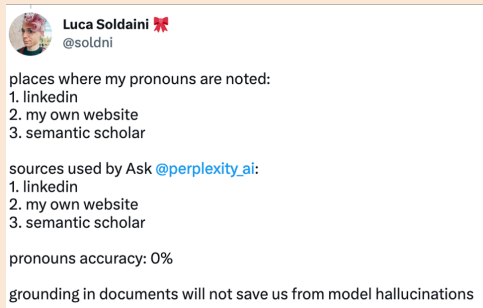 Luca Soldaini 🎀
@soldni
places where my pronouns are noted:
1. linkedin
2. my own website
3. semantic scholar
sources used by Ask @perplexity_ai:
1. linkedin
2. my own website
3. semantic scholar
pronouns accuracy: 0%
grounding in documents will not save us from model hallucinations